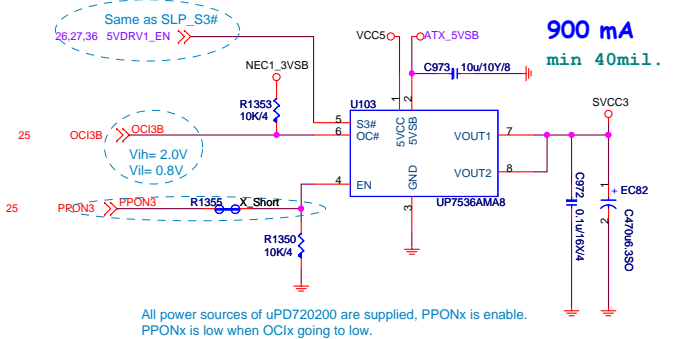 Same as SLP_S3#
26,27,36 5VDRV1_EN
VCC5
ATX_5VSB
900 mA
min 40mil.
C973 10u/10Y/8
NEC1_3VSB
SVCC3
R1353
10K/4
U103
1
2
5VCC
5VSB
25 OCI3B OCI3B
5 S3#
6 OC#
VOUT1 7
Vih= 2.0V
Vil= 0.8V
VOUT2 8
4 EN
GND
3
UP7536AMA8
C972
0.1u/16X/4
1
+ EC82
2
C470u6.3SO
25 PPON3 PPON3
R1355 X_Short
R1350
10K/4
All power sources of uPD720200 are supplied, PPONx is enable.
PPONx is low when OCIx going to low.